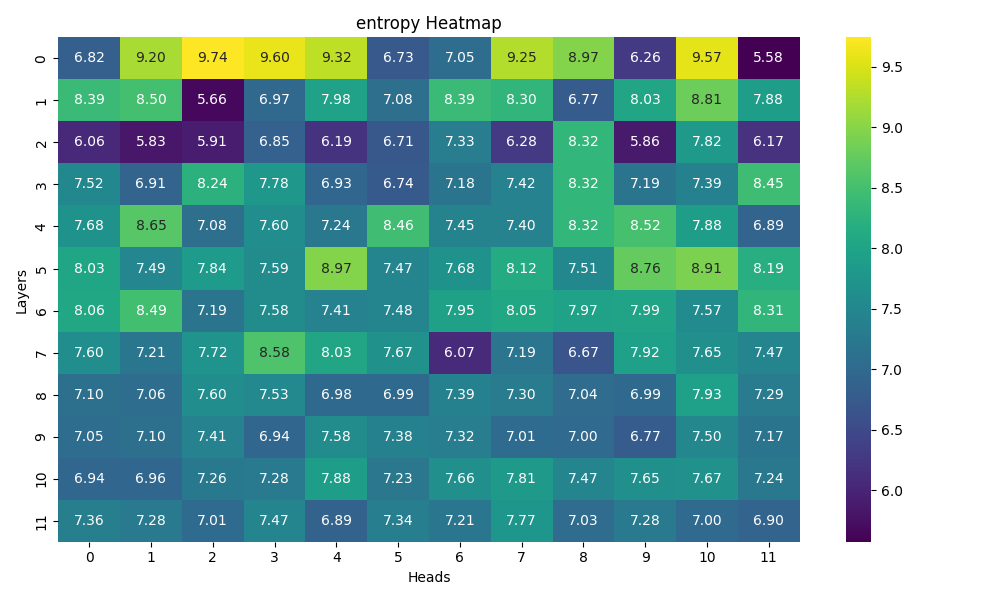 entropy Heatmap
0 6.82 9.20 9.74 9.60 9.32 6.73 7.05 9.25 8.97 6.26 9.57 5.58
1 8.39 8.50 5.66 6.97 7.98 7.08 8.39 8.30 6.77 8.03 8.81 7.88
2 6.06 5.83 5.91 6.85 6.19 6.71 7.33 6.28 8.32 5.86 7.82 6.17
3 7.52 6.91 8.24 7.78 6.93 6.74 7.18 7.42 8.32 7.19 7.39 8.45
4 7.68 8.65 7.08 7.60 7.24 8.46 7.45 7.40 8.32 8.52 7.88 6.89
5 8.03 7.49 7.84 7.59 8.97 7.47 7.68 8.12 7.51 8.76 8.91 8.19
6 8.06 8.49 7.19 7.58 7.41 7.48 7.95 8.05 7.97 7.99 7.57 8.31
7 7.60 7.21 7.72 8.58 8.03 7.67 6.07 7.19 6.67 7.92 7.65 7.47
8 7.10 7.06 7.60 7.53 6.98 6.99 7.39 7.30 7.04 6.99 7.93 7.29
9 7.05 7.10 7.41 6.94 7.58 7.38 7.32 7.01 7.00 6.77 7.50 7.17
10 6.94 6.96 7.26 7.28 7.88 7.23 7.66 7.81 7.47 7.65 7.67 7.24
11 7.36 7.28 7.01 7.47 6.89 7.34 7.21 7.77 7.03 7.28 7.00 6.90
0 1 2 3 4 5 6 7 8 9 10 11
Heads
Layers
9.5
9.0
8.5
8.0
7.5
7.0
6.5
6.0